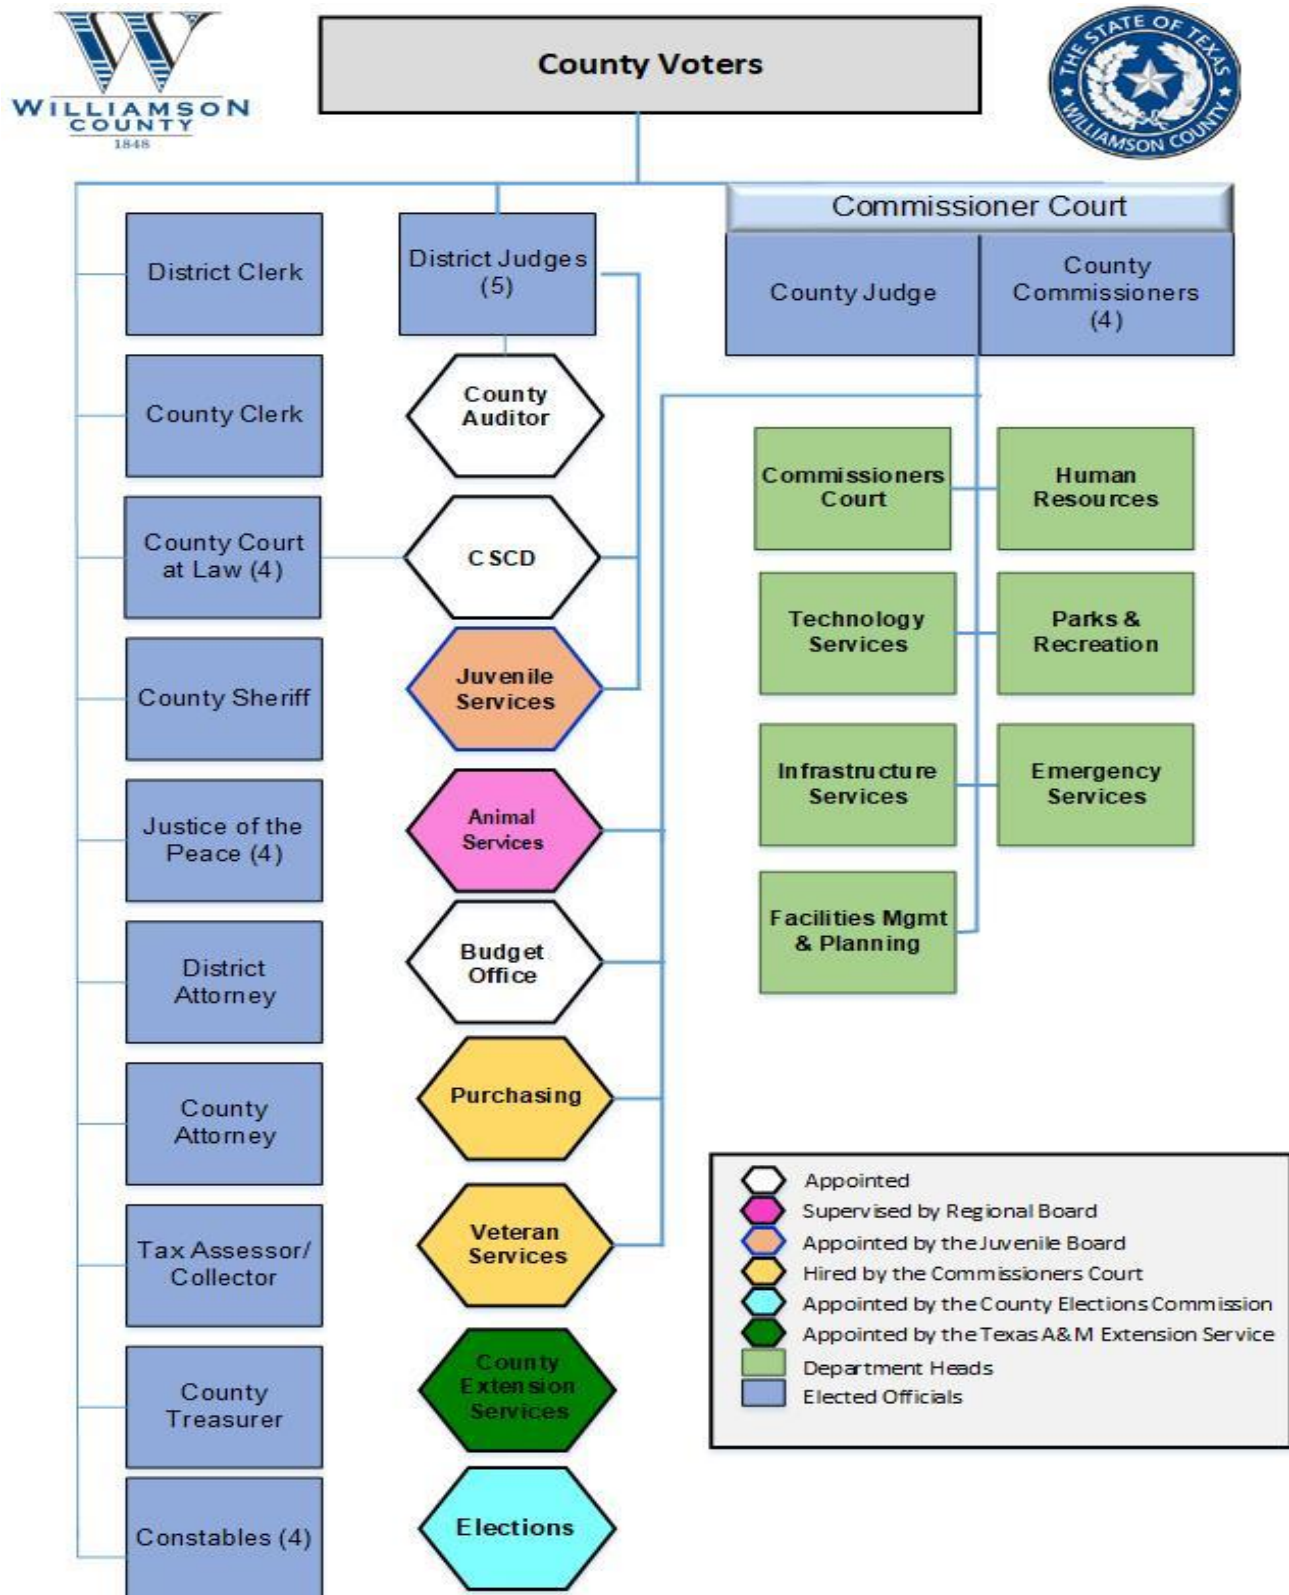 WILLIAMSON
COUNTY
1848
County Voters
THE STATE OF TEXAS
WILLIAMSON COUNTY
Commissioner Court
District Clerk
District Judges
(5)
County Judge
County
Commissioners
(4)
County Clerk
County
Auditor
Commissioners
Court
Human
Resources
County Court
at Law (4)
CSCD
Technology
Services
Parks &
Recreation
County Sheriff
Juvenile
Services
Infrastructure
Services
Emergency
Services
Justice of the
Peace (4)
Animal
Services
Facilities Mgmt
& Planning
District
Attorney
Budget
Office
County
Attorney
Purchasing
Tax Assessor/
Collector
Veteran
Services
County
Treasurer
County
Extension
Services
Constables (4)
Elections
Appointed
Supervised by Regional Board
Appointed by the Juvenile Board
Hired by the Commissioners Court
Appointed by the County Elections Commission
Appointed by the Texas A&M Extension Service
Department Heads
Elected Officials